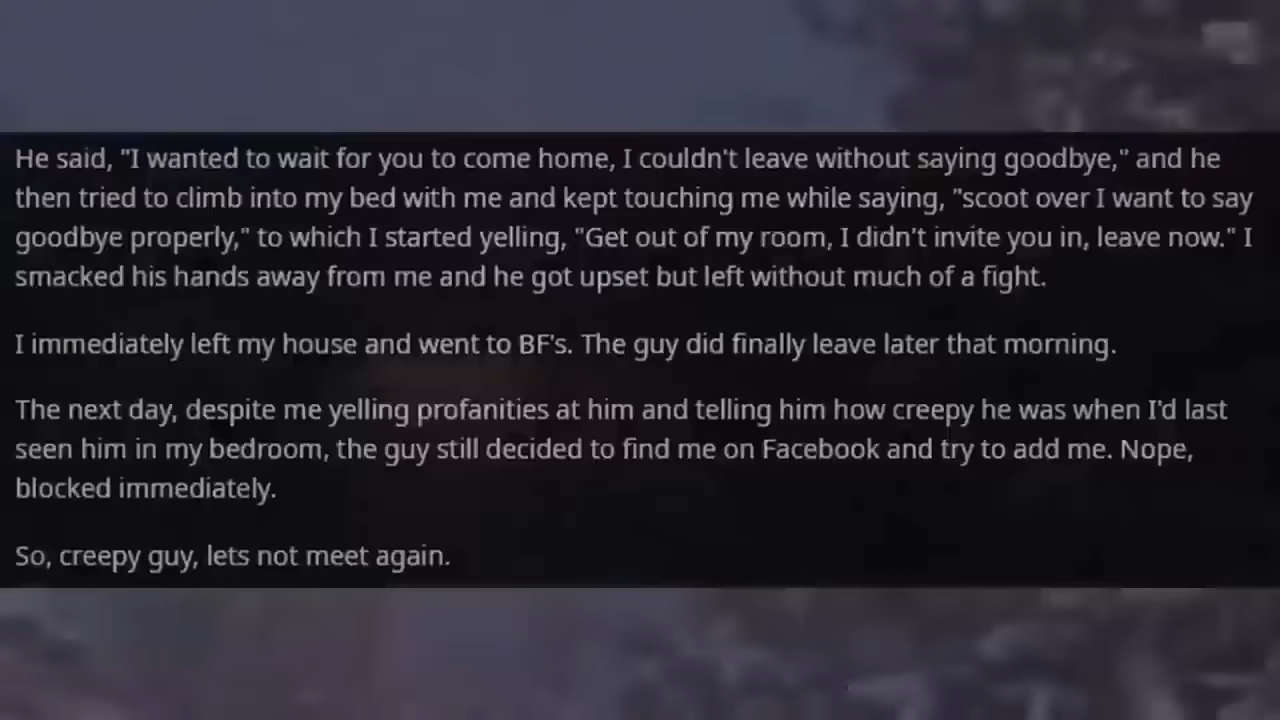 He said, "I wanted to wait for you to come home, I couldn't leave without saying goodbye," and he
then tried to climb into my bed with me and kept touching me while saying, "scoot over I want to say
goodbye properly," to which I started yelling, "Get out of my room, I didn't invite you in, leave now." I
smacked his hands away from me and he got upset but left without much of a fight.
I immediately left my house and went to BF's. The guy did finally leave later that morning.
The next day, despite me yelling profanities at him and telling him how creepy he was when I'd last
seen him in my bedroom, the guy still decided to find me on Facebook and try to add me. Nope,
blocked immediately.
So, creepy guy, lets not meet again.